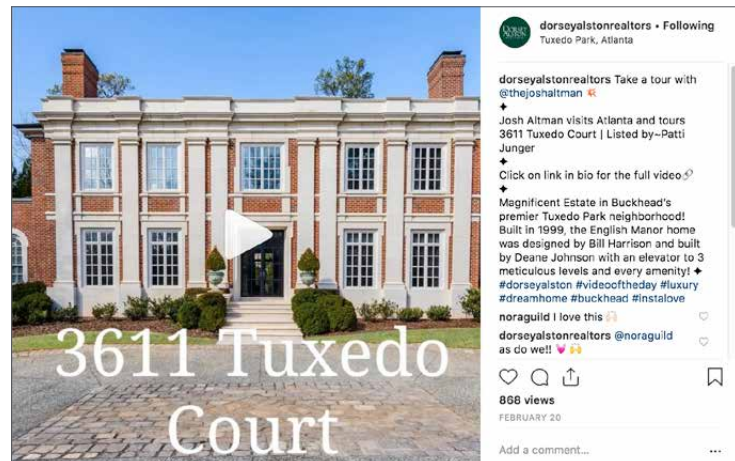 3611 Tuxedo
Court
DORSEY
ALSTON
dorseyalstonrealtors • Following
Tuxedo Park, Atlanta
dorseyalstonrealtors Take a tour with
@thejoshaltman 💥
✦
Josh Altman visits Atlanta and tours
3611 Tuxedo Court | Listed by~Patti
Junger
✦
Click on link in bio for the full video🔗
✦
Magnificent Estate in Buckhead's
premier Tuxedo Park neighborhood!
Built in 1999, the English Manor home
was designed by Bill Harrison and built
by Deane Johnson with an elevator to 3
meticulous levels and every amenity! ✦
#dorseyalston #videooftheday #luxury
#dreamhome #buckhead #instalove
noraguild I love this 🙌🏻
dorseyalstonrealtors @noraguild
as do we!! 💓 🙌
868 views
FEBRUARY 20
Add a comment...